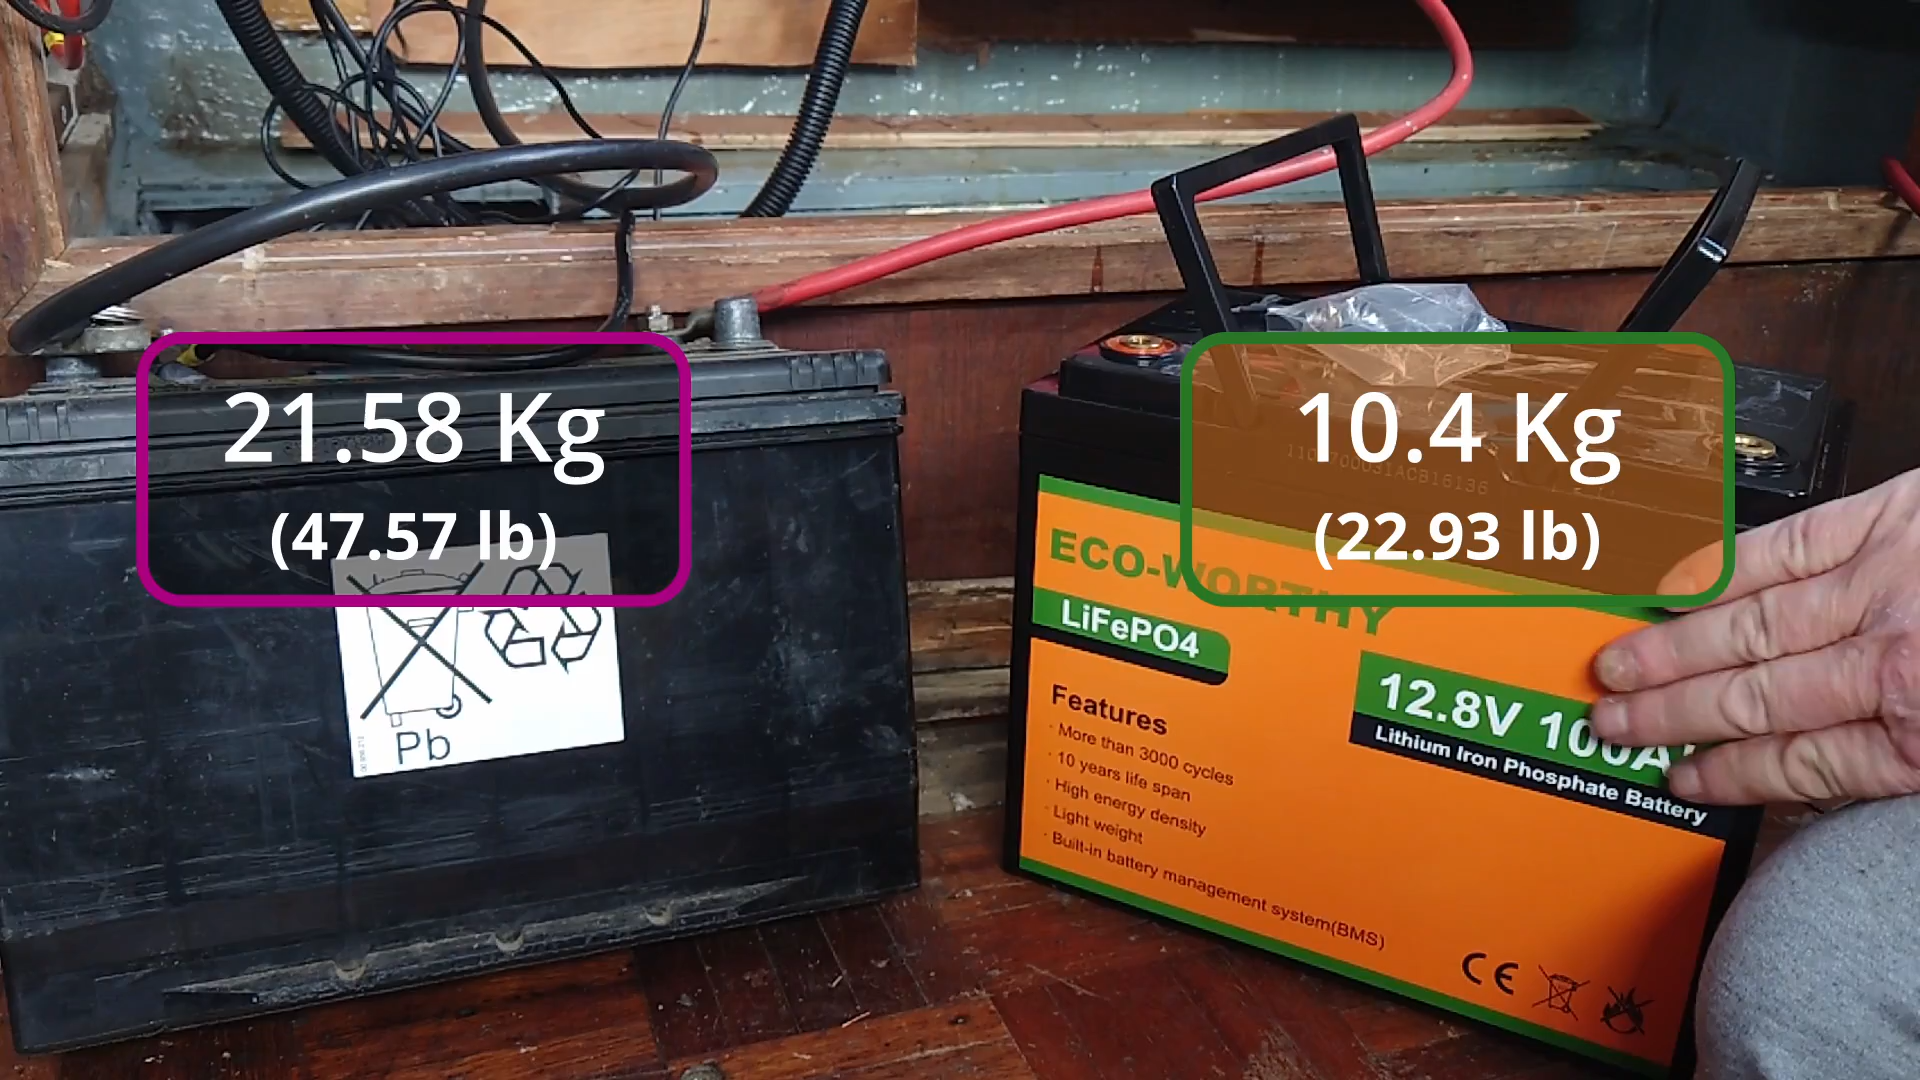 21.58 Kg
(47.57 lb)
Pb
10.4 Kg
(22.93 lb)
ECO-WORTHY
LiFePO4
12.8V 100A
Lithium Iron Phosphate Battery
Features
· More than 3000 cycles
· 10 years life span
· High energy density
· Light weight
· Built-in battery management system(BMS)
CE